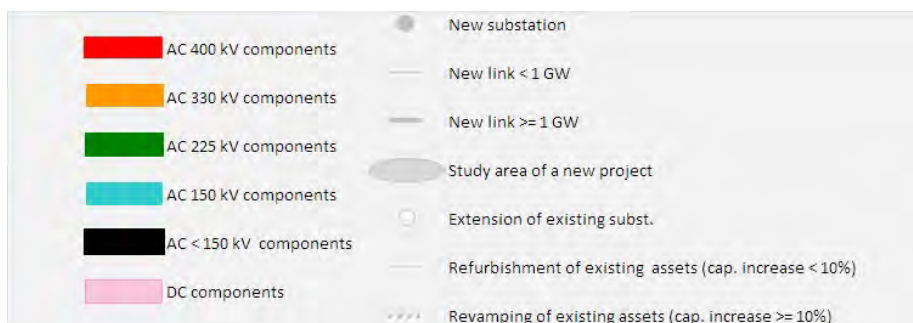 AC 400 kV components
AC 330 kV components
AC 225 kV components
AC 150 kV components
AC < 150 kV components
DC components
New substation
New link < 1 GW
New link >= 1 GW
Study area of a new project
Extension of existing subst.
Refurbishment of existing assets (cap. increase < 10%)
Revamping of existing assets (cap. increase >= 10%)